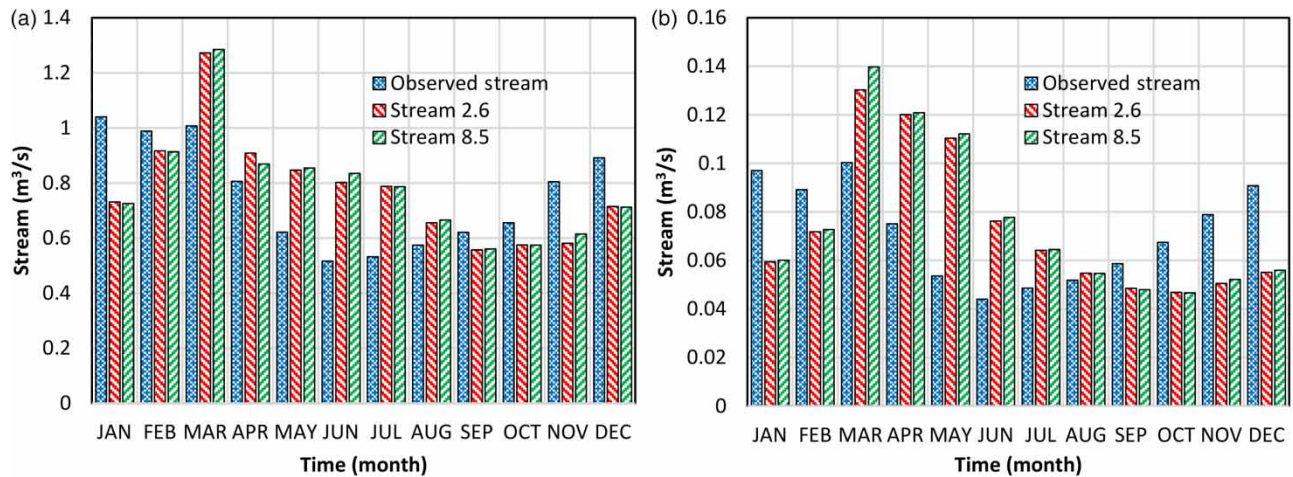 (a)
1.4
1.2
1
0.8
0.6
0.4
0.2
0
Stream (m³/s)
Observed stream
Stream 2.6
Stream 8.5
JAN FEB MAR APR MAY JUN JUL AUG SEP OCT NOV DEC
Time (month)
(b)
0.16
0.14
0.12
0.1
0.08
0.06
0.04
0.02
0
Stream (m³/s)
Observed stream
Stream 2.6
Stream 8.5
JAN FEB MAR APR MAY JUN JUL AUG SEP OCT NOV DEC
Time (month)